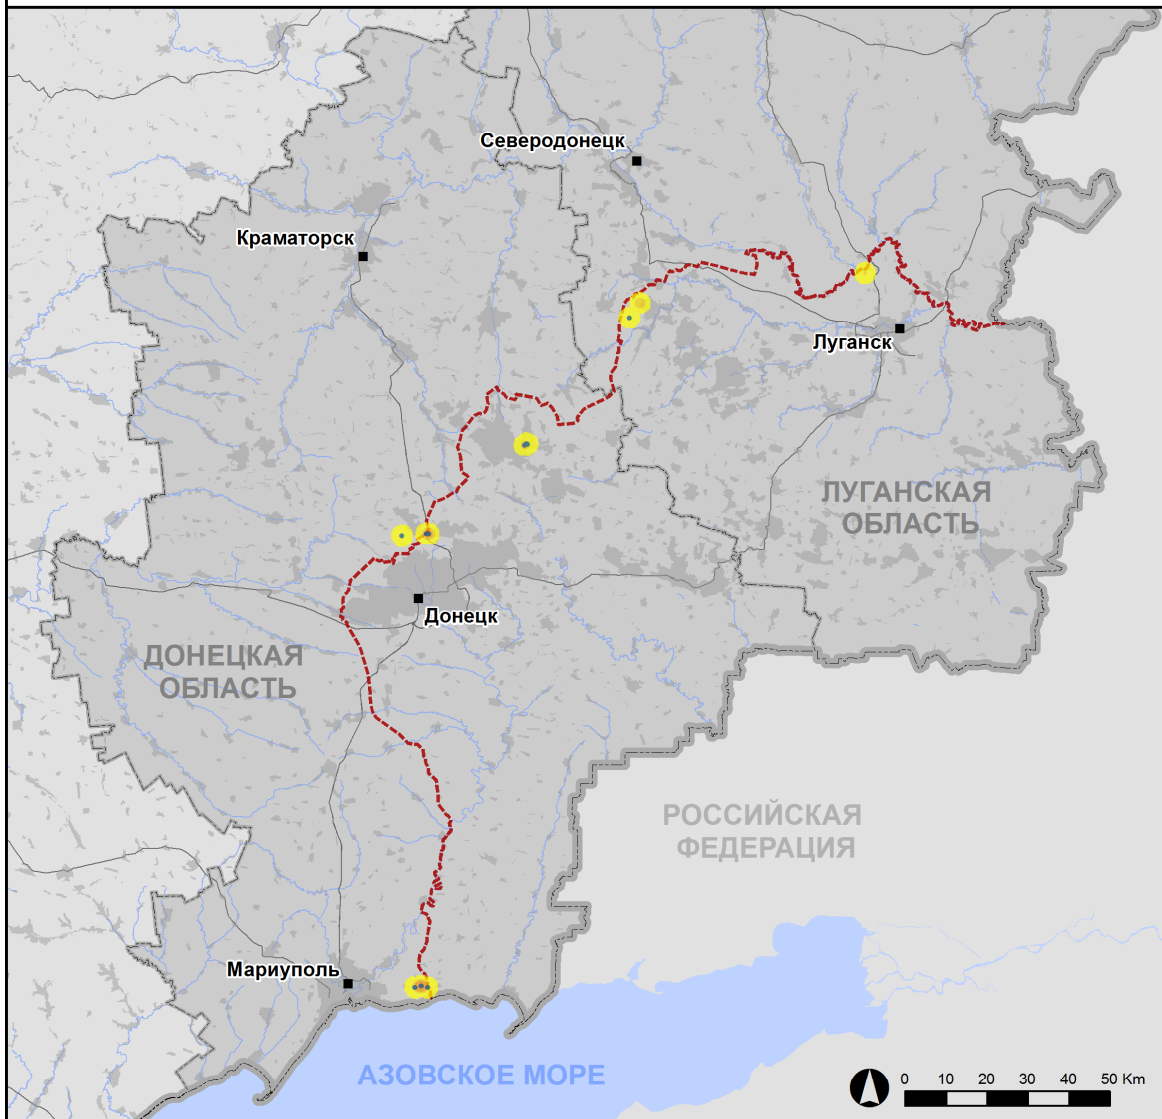 Северодонецк
Краматорск
Луганск
ЛУГАНСКАЯ
ОБЛАСТЬ
Донецк
ДОНЕЦКАЯ
ОБЛАСТЬ
РОССИЙСКАЯ
ФЕДЕРАЦИЯ
Мариуполь
АЗОВСКОЕ МОРЕ
0 10 20 30 40 50 Km